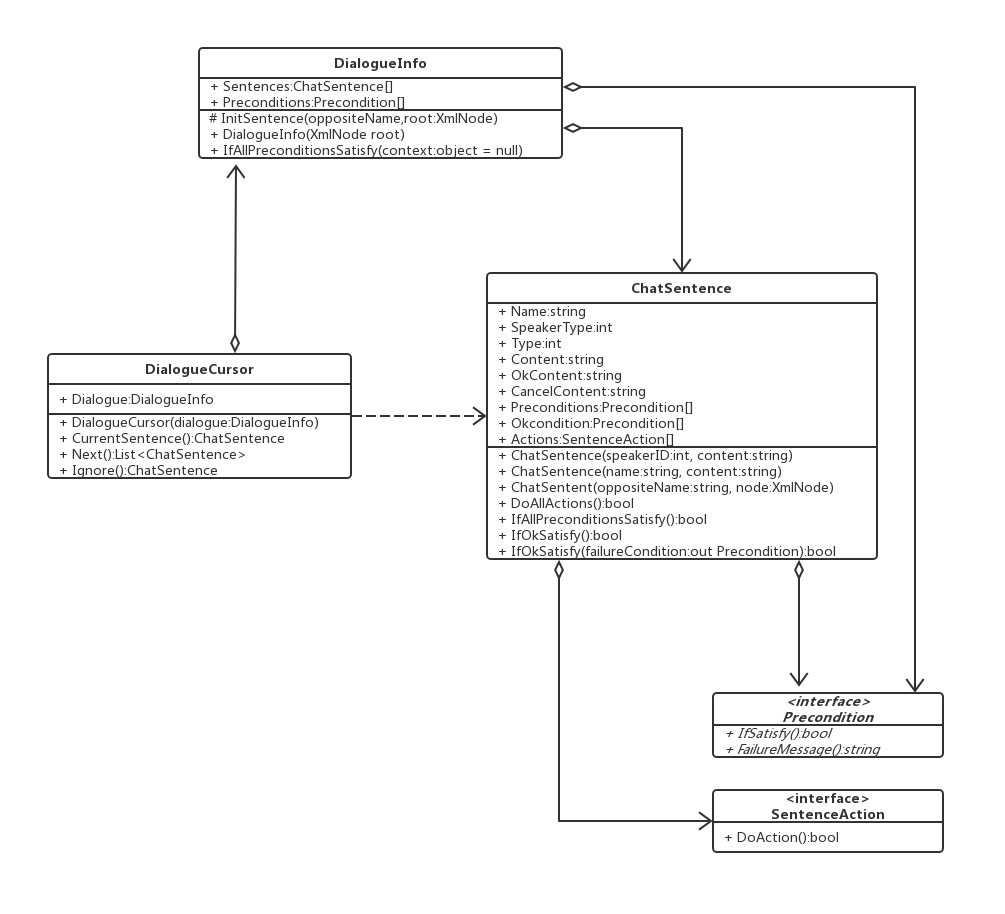 DialogueInfo
+ Sentences:ChatSentence[]
+ Preconditions:Precondition[]
# InitSentence(oppositeName,root:XmlNode)
+ DialogueInfo(XmlNode root)
+ IfAllPreconditionsSatisfy(context:object = null)
ChatSentence
+ Name:string
+ SpeakerType:int
+ Type:int
+ Content:string
+ OkContent:string
+ CancelContent:string
+ Preconditions:Precondition[]
+ Okcondition:Precondition[]
+ Actions:SentenceAction[]
+ ChatSentence(speakerID:int, content:string)
+ ChatSentence(name:string, content:string)
+ ChatSentent(oppositeName:string, node:XmlNode)
+ DoAllActions():bool
+ IfAllPreconditionsSatisfy():bool
+ IfOkSatisfy():bool
+ IfOkSatisfy(failureCondition:out Precondition):bool
DialogueCursor
+ Dialogue:DialogueInfo
+ DialogueCursor(dialogue:DialogueInfo)
+ CurrentSentence():ChatSentence
+ Next():List<ChatSentence>
+ Ignore():ChatSentence
<interface>
Precondition
+ IfSatisfy():bool
+ FailureMessage():string
<interface>
SentenceAction
+ DoAction():bool